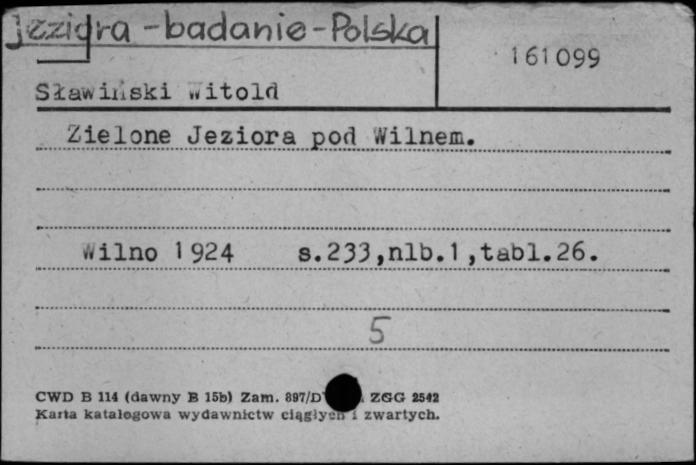 Jeziora-badanie-Polska
161099
Sławiński Witold
Zielone Jeziora pod Wilnem.
Wilno 1924 s.233,nlb.1,tabl.26.
5
CWD B 114 (dawny B 15b) Zam. 897/D ZGG 2542
Karta katalogowa wydawnictw ciągłych i zwartych.